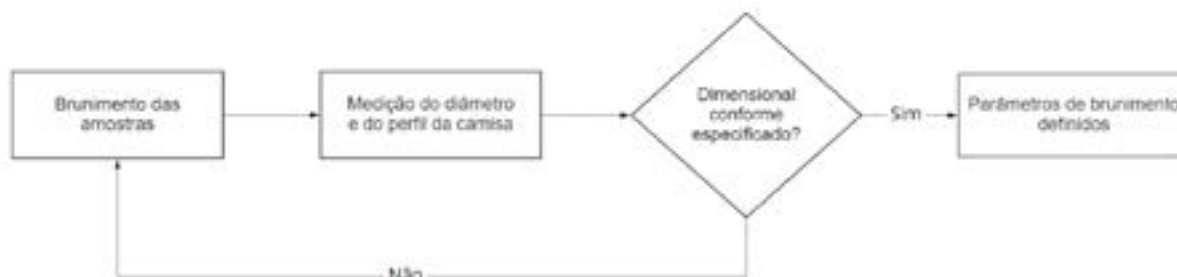 Brunimento das
amostras
Medição do diâmetro
e do perfil da camisa
Dimensional
conforme
especificado?
Sim
Parâmetros de brunimento
definidos
Não